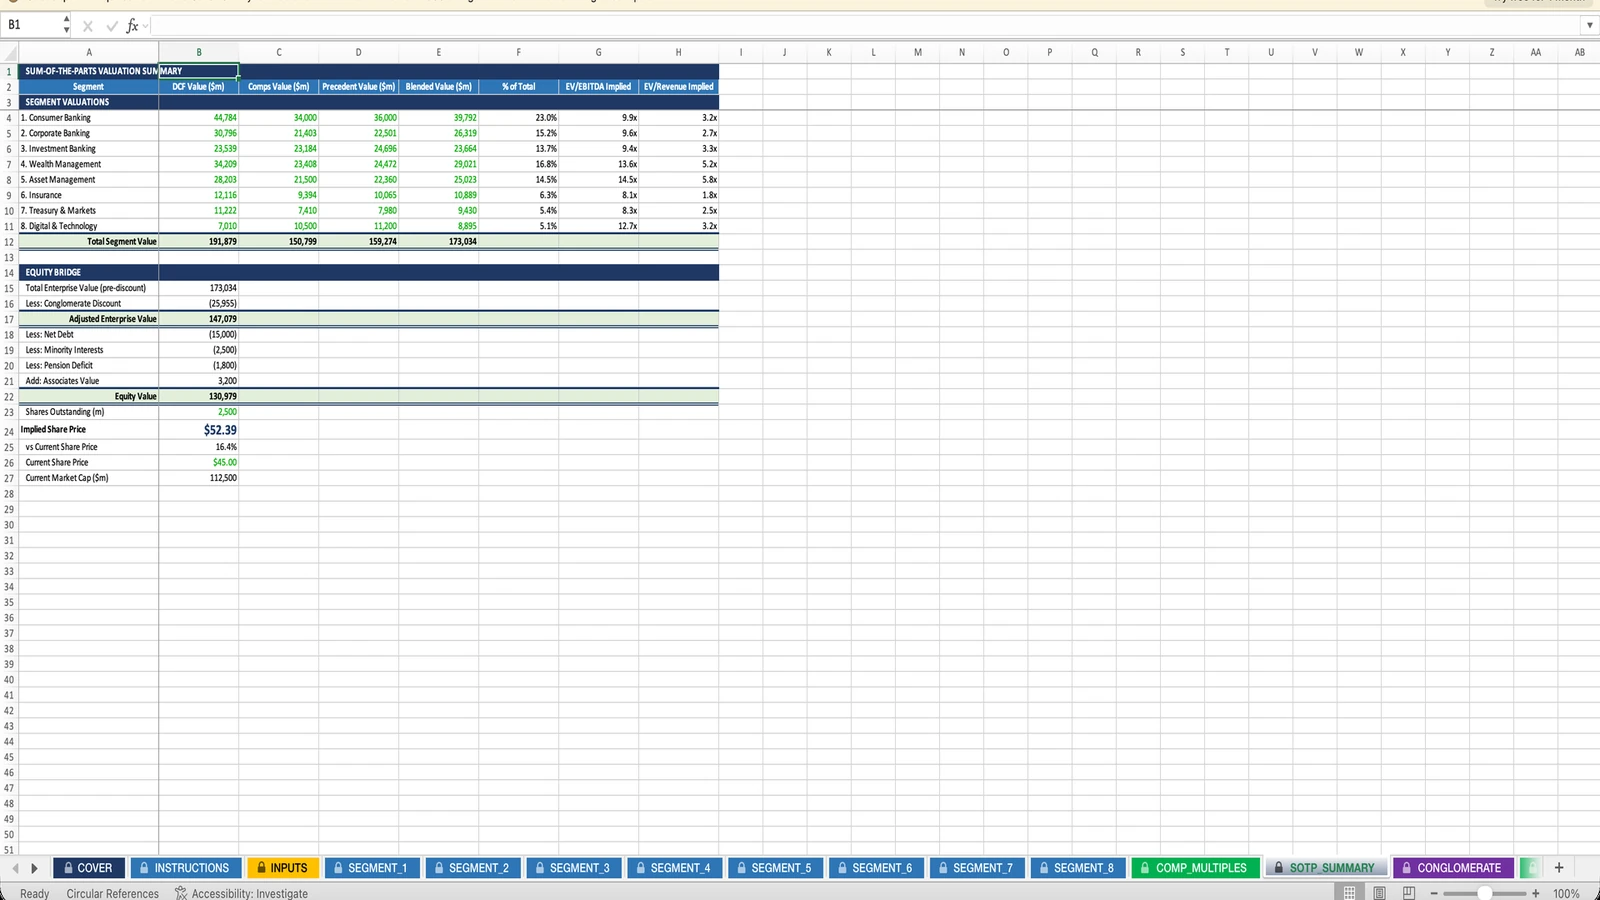 B1 fx
A B C D E F G H I J K L M N O P Q R S T U V W X Y Z AA AB
1 SUM-OF-THE-PARTS VALUATION SUMMARY
2 Segment DCF Value ($m) Comps Value ($m) Precedent Value ($m) Blended Value ($m) % of Total EV/EBITDA Implied EV/Revenue Implied
3 SEGMENT VALUATIONS
4 1. Consumer Banking 44,784 34,000 36,000 39,792 23.0% 9.9x 3.2x
5 2. Corporate Banking 30,796 21,403 22,501 26,319 15.2% 9.6x 2.7x
6 3. Investment Banking 23,539 23,184 24,696 23,664 13.7% 9.4x 3.3x
7 4. Wealth Management 34,209 23,408 24,472 29,021 16.8% 13.6x 5.2x
8 5. Asset Management 28,203 21,500 22,360 25,023 14.5% 14.5x 5.8x
9 6. Insurance 12,116 9,394 10,065 10,889 6.3% 8.1x 1.8x
10 7. Treasury & Markets 11,222 7,410 7,980 9,430 5.4% 8.3x 2.5x
11 8. Digital & Technology 7,010 10,500 11,200 8,895 5.1% 12.7x 3.2x
12 Total Segment Value 191,879 150,799 159,274 173,034
13
14 EQUITY BRIDGE
15 Total Enterprise Value (pre-discount) 173,034
16 Less: Conglomerate Discount (25,955)
17 Adjusted Enterprise Value 147,079
18 Less: Net Debt (15,000)
19 Less: Minority Interests (2,500)
20 Less: Pension Deficit (1,800)
21 Add: Associates Value 3,200
22 Equity Value 130,979
23 Shares Outstanding (m) 2,500
24 Implied Share Price $52.39
25 vs Current Share Price 16.4%
26 Current Share Price $45.00
27 Current Market Cap ($m) 112,500
28
29
30
31
32
33
34
35
36
37
38
39
40
41
42
43
44
45
46
47
48
49
50
51
COVER INSTRUCTIONS INPUTS SEGMENT_1 SEGMENT_2 SEGMENT_3 SEGMENT_4 SEGMENT_5 SEGMENT_6 SEGMENT_7 SEGMENT_8 COMP_MULTIPLES SOTP_SUMMARY CONGLOMERATE +
Ready Circular References Accessibility: Investigate − + 100%